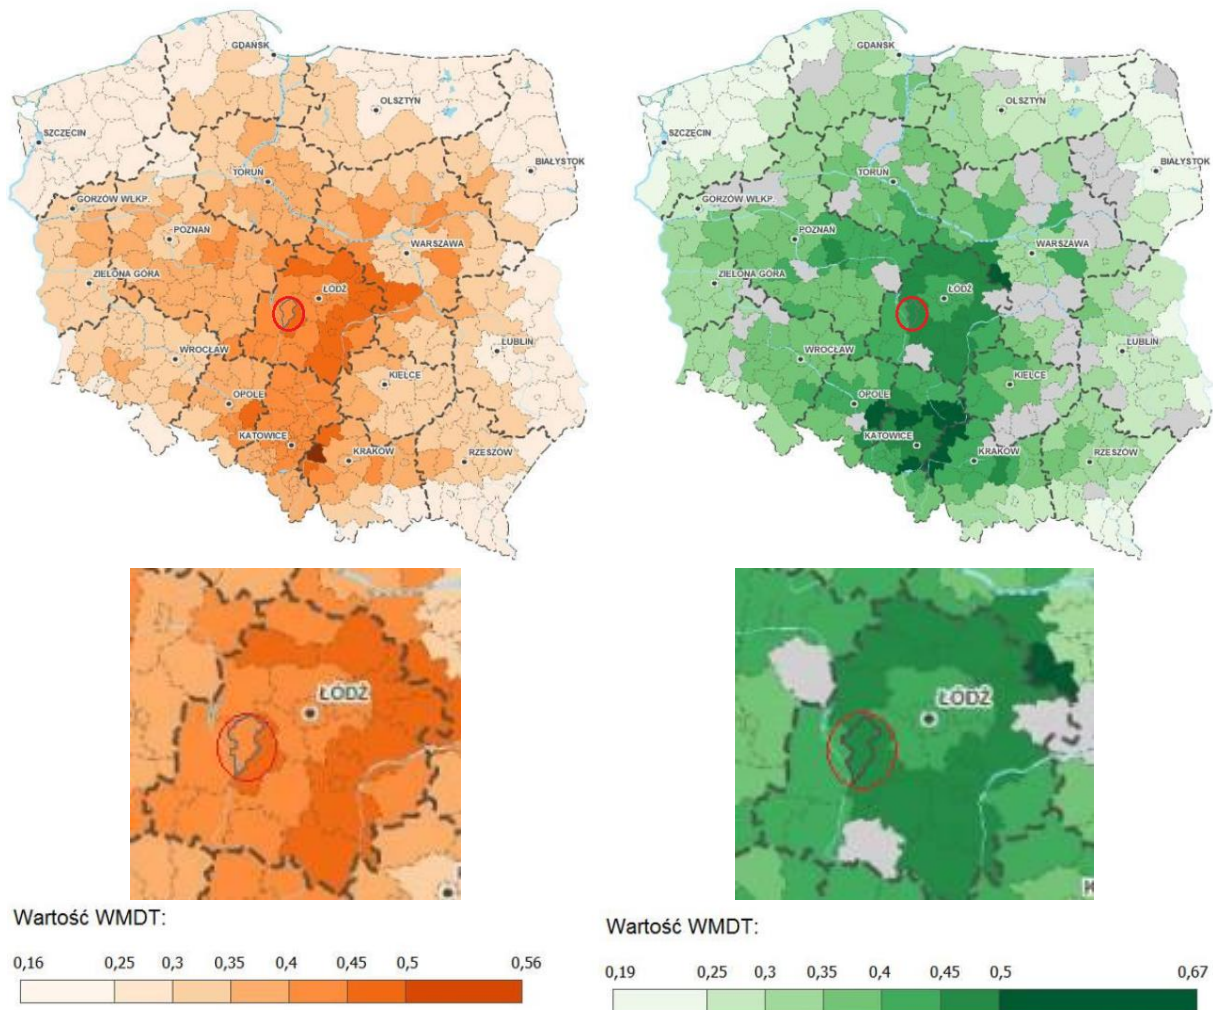 GDAŃSK
OLSZTYN
SZCZECIN
BIAŁYSTOK
TORUŃ
GORZÓW WLKP.
POZNAŃ
WARSZAWA
ZIELONA GÓRA
ŁÓDŹ
WROCŁAW
LUBLIN
OPOLE
KIELCE
KATOWICE
KRAKÓW
RZESZÓW
GDAŃSK
OLSZTYN
SZCZECIN
BIAŁYSTOK
TORUŃ
GORZÓW WLKP.
POZNAŃ
WARSZAWA
ZIELONA GÓRA
ŁÓDŹ
WROCŁAW
LUBLIN
OPOLE
KIELCE
KATOWICE
KRAKÓW
RZESZÓW
ŁÓDŹ
ŁÓDŹ
K
Wartość WMDT:
0,16 0,25 0,3 0,35 0,4 0,45 0,5 0,56
Wartość WMDT:
0,19 0,25 0,3 0,35 0,4 0,45 0,5 0,67